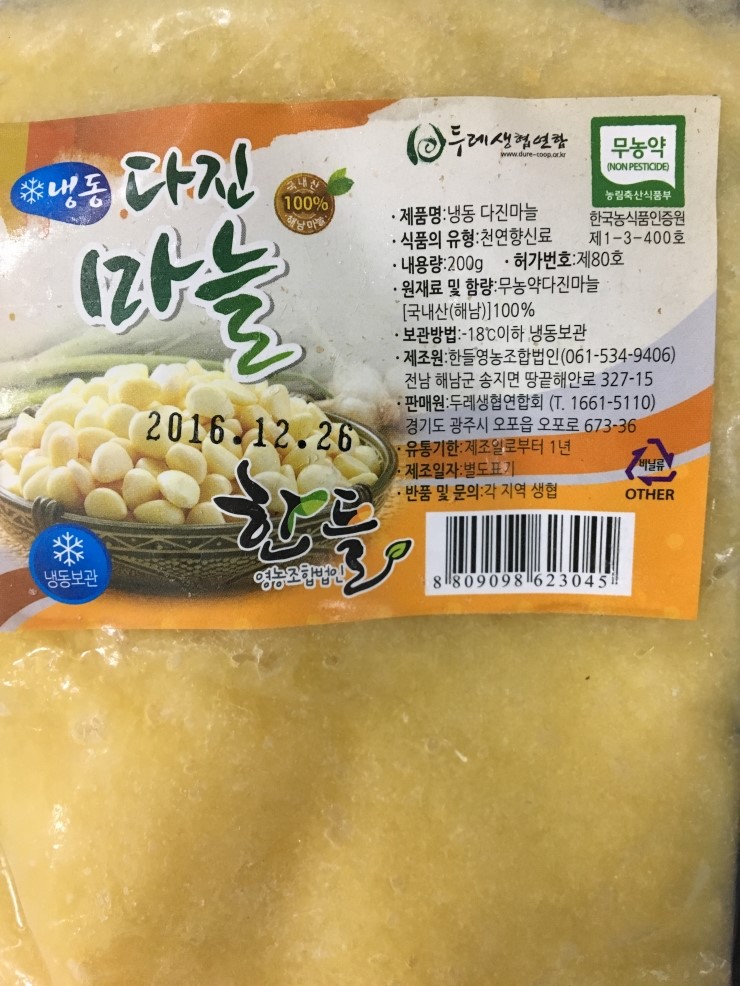 냉동 다진
마늘
국내산
100%
해남마늘
2016.12.26
한들
영농조합법인
냉동보관
두레생협연합
www.dure-coop.or.kr
무농약
(NON PESTICIDE)
농림축산식품부
한국농식품인증원
제1-3-400호
·제품명:냉동 다진마늘
·식품의 유형:천연향신료
·내용량:200g ·허가번호:제80호
·원재료 및 함량:무농약다진마늘
[국내산(해남)]100%
·보관방법:-18℃이하 냉동보관
·제조원:한들영농조합법인(061-534-9406)
전남 해남군 송지면 땅끝해안로 327-15
·판매원:두레생협연합회 (T. 1661-5110)
경기도 광주시 오포읍 오포로 673-36
·유통기한:제조일로부터 1년
·제조일자:별도표기
·반품 및 문의:각 지역 생협
비닐류
OTHER
8 809098 623045